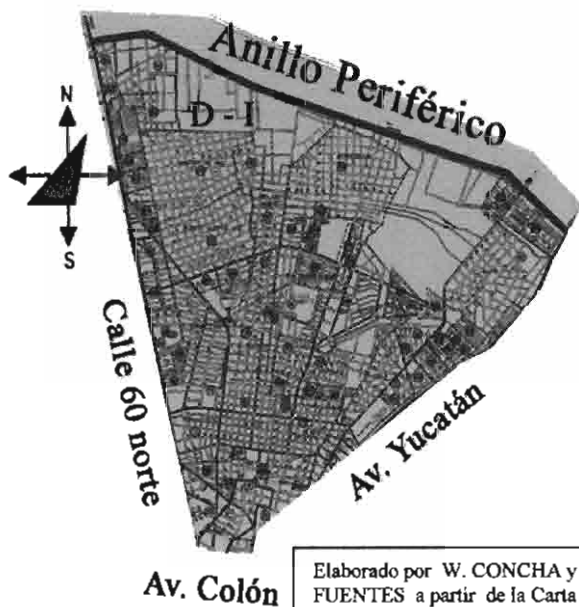 Anillo Periférico
D - I
N
S
Calle 60 norte
Av. Yucatán
Av. Colón
Elaborado por W. CONCHA y
FUENTES a partir de la Carta